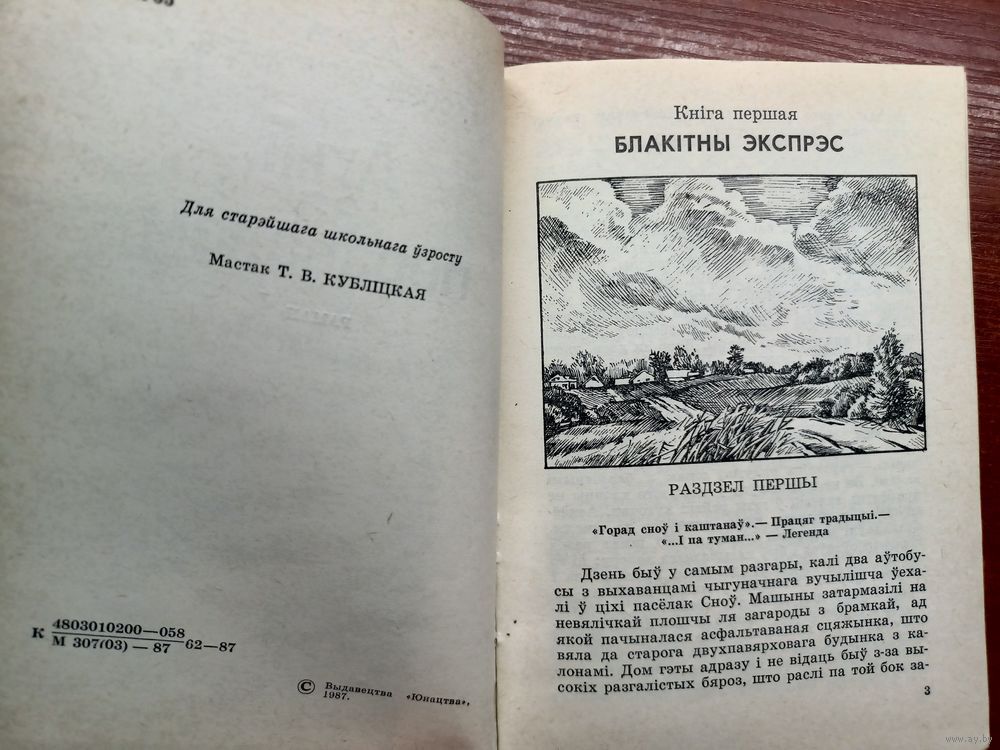 Для старэйшага школьнага ўзросту
Мастак Т. В. КУБЛІЦКАЯ
К 4803010200—058
М 307(03) — 87 62—87
© Выдавецтва «Юнацтва»,
1987.
Кніга першая
БЛАКІТНЫ ЭКСПРЭС
РАЗДЗЕЛ ПЕРШЫ
«Горад сноў і каштанаў».— Працяг традыцыі.—
«...І па туман...» — Легенда
Дзень быў у самым разгары, калі два аўтобу-
сы з выхаванцамі чыгуначнага вучылішча ўеха-
лі ў ціхі пасёлак Сноў. Машыны затармазілі на
невялічкай плошчы ля загароды з брамкай, ад
якой пачыналася асфальтаваная сцяжынка, што
вяла да старога двухпавярховага будынка з ка-
лонамі. Дом гэты адразу і не відаць быў з-за вы-
сокіх разгалістых бяроз, што раслі па той бок за-
3
www.ay.by